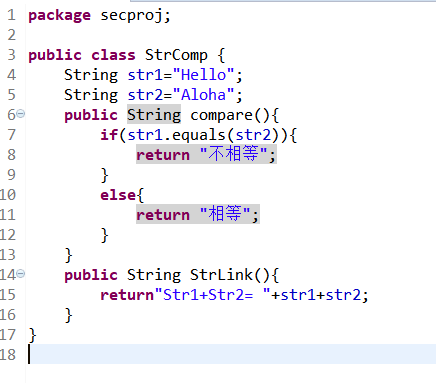 1 package secproj;
2
3 public class StrComp {
4     String str1="Hello";
5     String str2="Aloha";
6     public String compare(){
7         if(str1.equals(str2)){
8             return "不相等";
9         }
10         else{
11             return "相等";
12         }
13     }
14     public String StrLink(){
15         return"Str1+Str2= "+str1+str2;
16     }
17 }
18